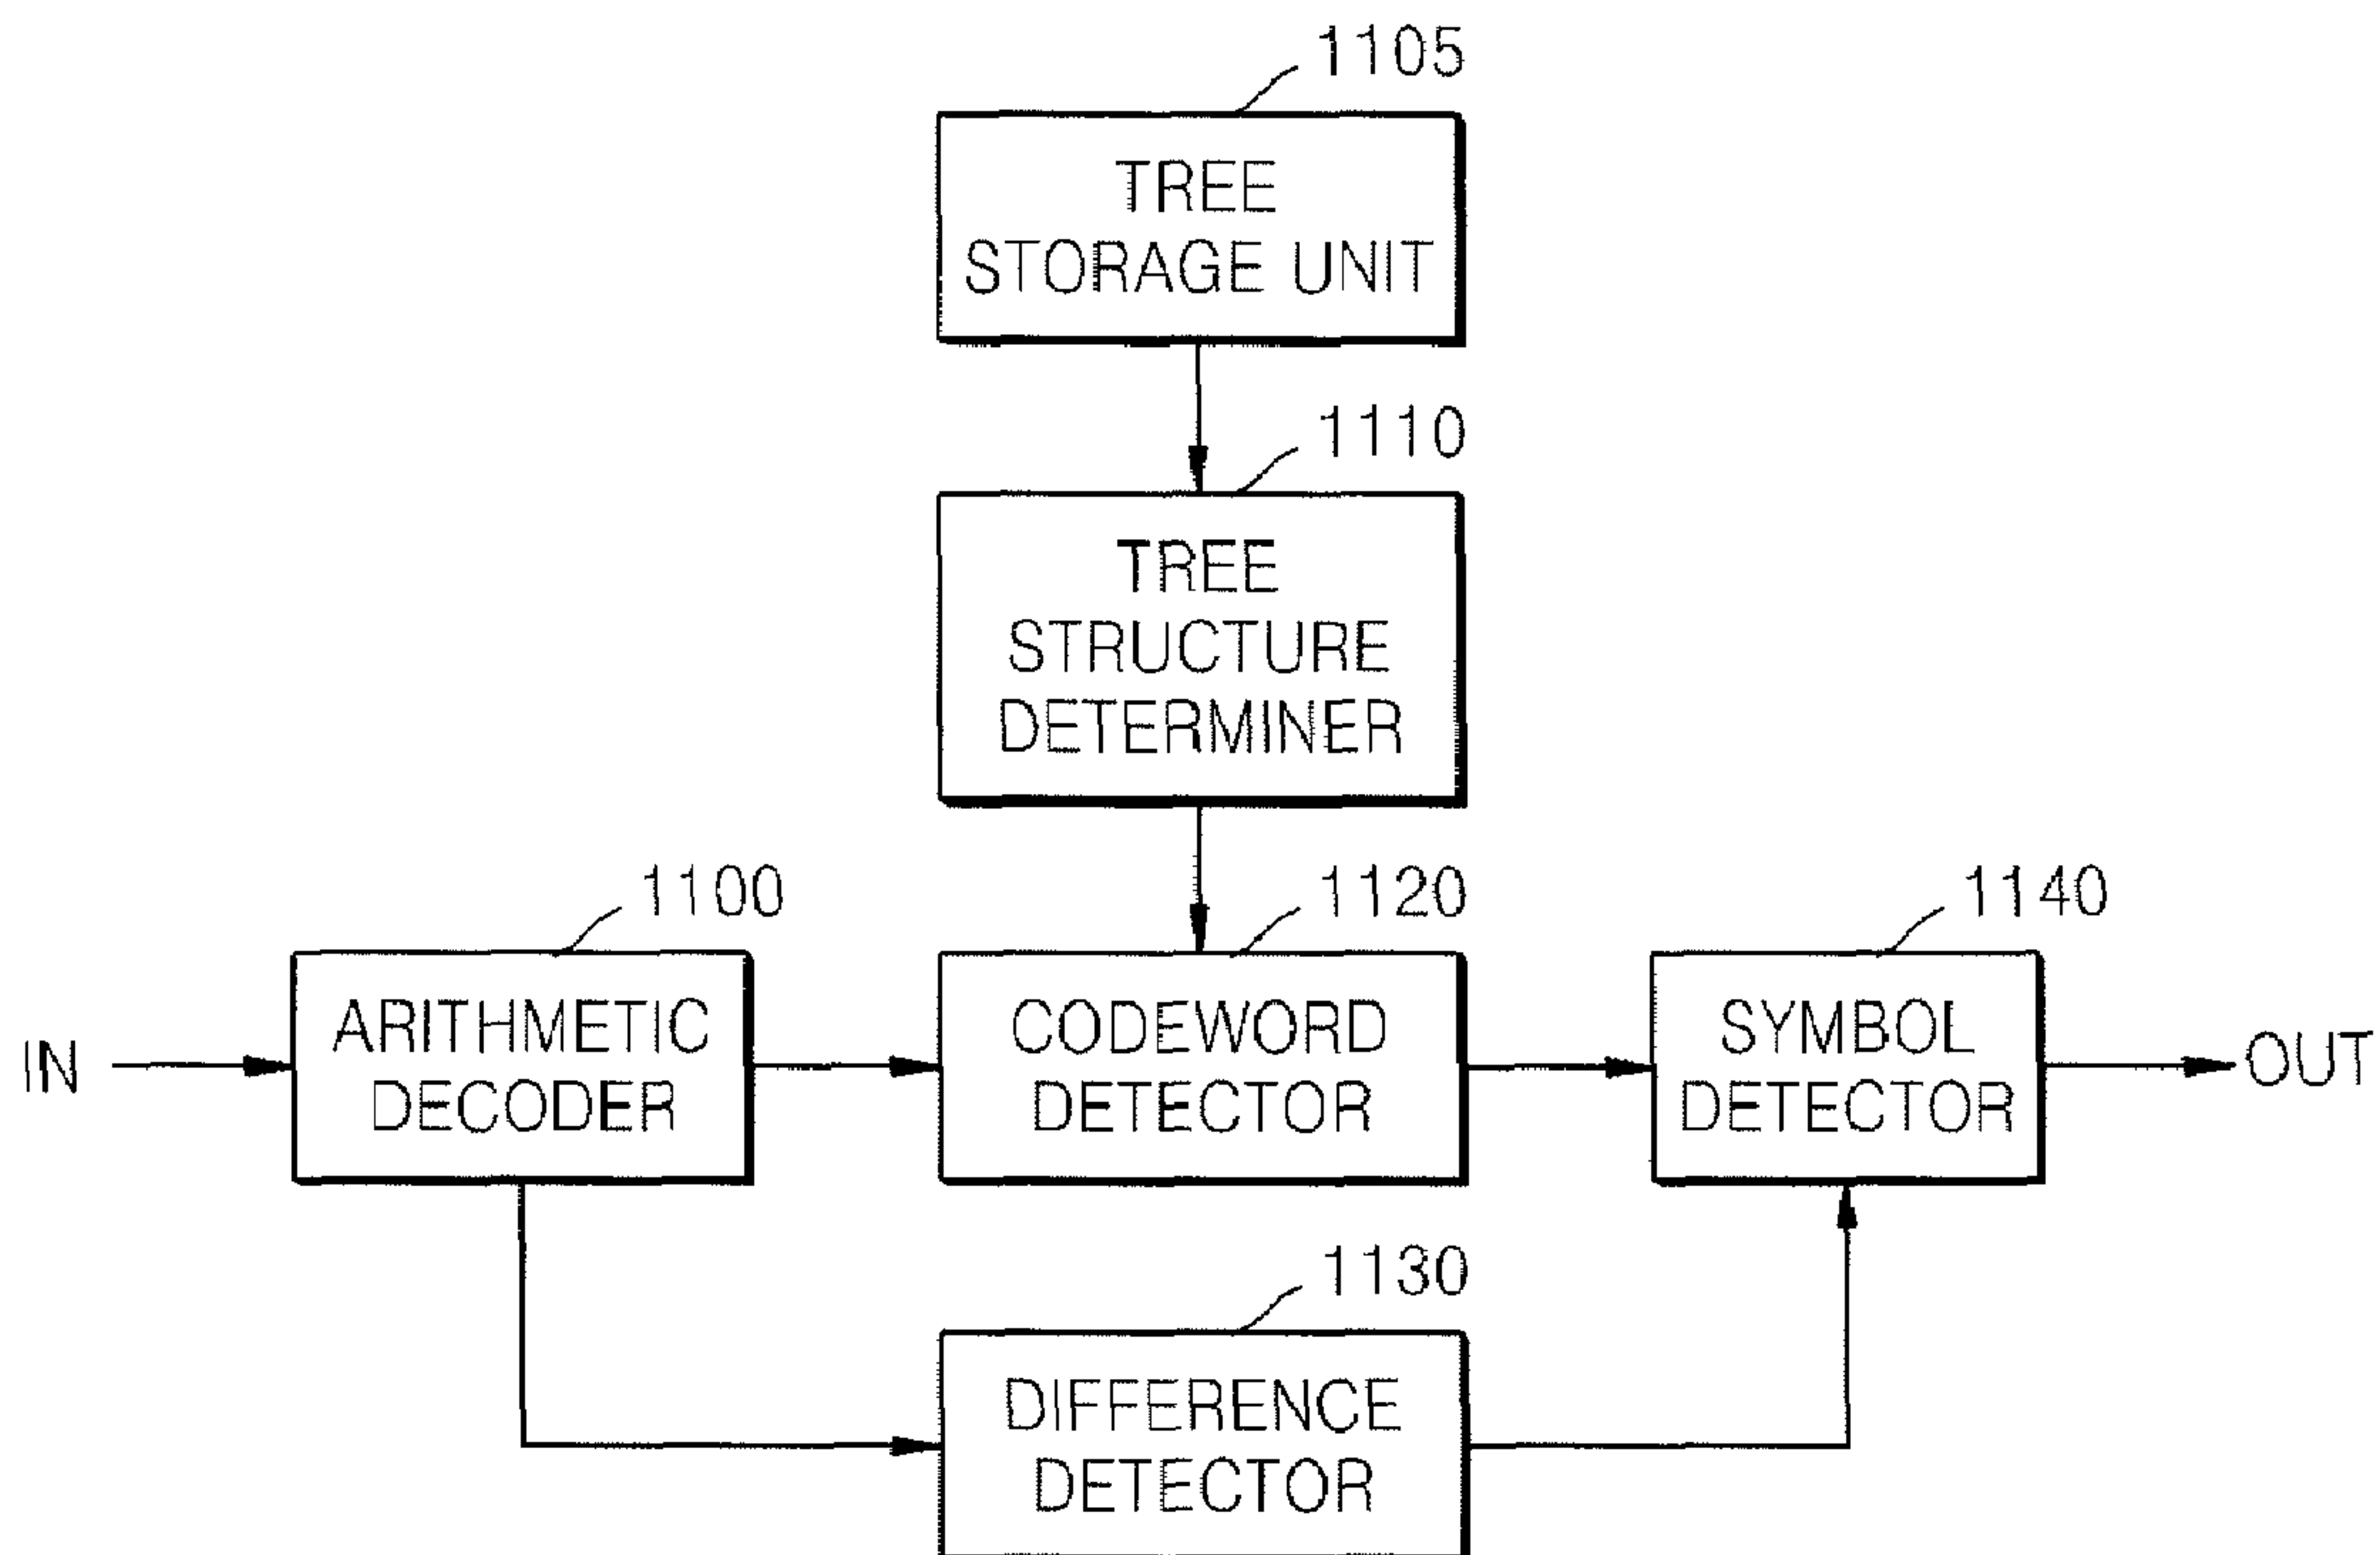 1105
TREE
STORAGE UNIT
1110
TREE
STRUCTURE
DETERMINER
1100
1120
1140
IN
ARITHMETIC
DECODER
CODEWORD
DETECTOR
SYMBOL
DETECTOR
OUT
1130
DIFFERENCE
DETECTOR